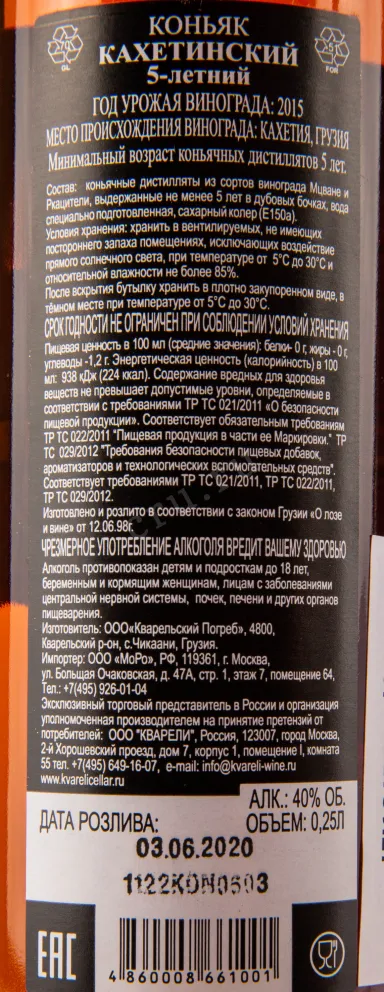 КОНЬЯК
КАХЕТИНСКИЙ
5-летний
ГОД УРОЖАЯ ВИНОГРАДА: 2015
МЕСТО ПРОИСХОЖДЕНИЯ ВИНОГРАДА: КАХЕТИЯ, ГРУЗИЯ
Минимальный возраст коньячных дистиллятов 5 лет.
Состав: коньячные дистилляты из сортов винограда Мцване и
Ркацители, выдержанные не менее 5 лет в дубовых бочках, вода
специально подготовленная, сахарный колер (Е150а).
Условия хранения: хранить в вентилируемых, не имеющих
постороннего запаха помещениях, исключающих воздействие
прямого солнечного света, при температуре от 5°С до 30°С и
относительной влажности не более 85%.
После вскрытия бутылку хранить в плотно закупоренном виде, в
тёмном месте при температуре от 5°С до 30°С.
СРОК ГОДНОСТИ НЕ ОГРАНИЧЕН ПРИ СОБЛЮДЕНИИ УСЛОВИЙ ХРАНЕНИЯ
Пищевая ценность в 100 мл (средние значения): белки- 0 г, жиры - 0 г,
углеводы -1,2 г. Энергетическая ценность (калорийность) в 100
мл: 938 кДж (224 ккал). Содержание вредных для здоровья
веществ не превышает допустимые уровни, определяемые в
соответствии с требованиями ТР ТС 021/2011 «О безопасности
пищевой продукции». Соответствует обязательным требованиям
ТР ТС 022/2011 "Пищевая продукция в части ее Маркировки." ТР
ТС 029/2012 "Требования безопасности пищевых добавок,
ароматизаторов и технологических вспомогательных средств".
Соответствует требованиям ТР ТС 021/2011, ТР ТС 022/2011,
ТР ТС 029/2012.
Изготовлено и розлито в соответствии с законом Грузии «О лозе
и вине» от 12.06.98г.
ЧРЕЗМЕРНОЕ УПОТРЕБЛЕНИЕ АЛКОГОЛЯ ВРЕДИТ ВАШЕМУ ЗДОРОВЬЮ
Алкоголь противопоказан детям и подросткам до 18 лет,
беременным и кормящим женщинам, лицам с заболеваниями
центральной нервной системы, почек, печени и других органов
пищеварения.
Изготовитель: ООО«Кварельский Погреб», 4800,
Кварельский р-он, с.Чикаани, Грузия.
Импортер: ООО «МоРо», РФ, 119361, г. Москва,
ул. Большая Очаковская, д. 47А, стр. 1, этаж 7, помещение 64,
Тел.: +7(495) 926-01-04
Эксклюзивный торговый представитель в России и организация
уполномоченная производителем на принятие претензий от
потребителей: ООО "КВАРЕЛИ", Россия, 123007, город Москва,
2-й Хорошевский проезд, дом 7, корпус 1, помещение I, комната
55 тел. +7(495) 649-16-07, e-mail: info@kvareli-wine.ru
www.kvarelicellar.ru
АЛК.: 40% ОБ.
ДАТА РОЗЛИВА: ОБЪЕМ: 0,25Л
03.06.2020
1122KON0603
EAC
4 860008 661001